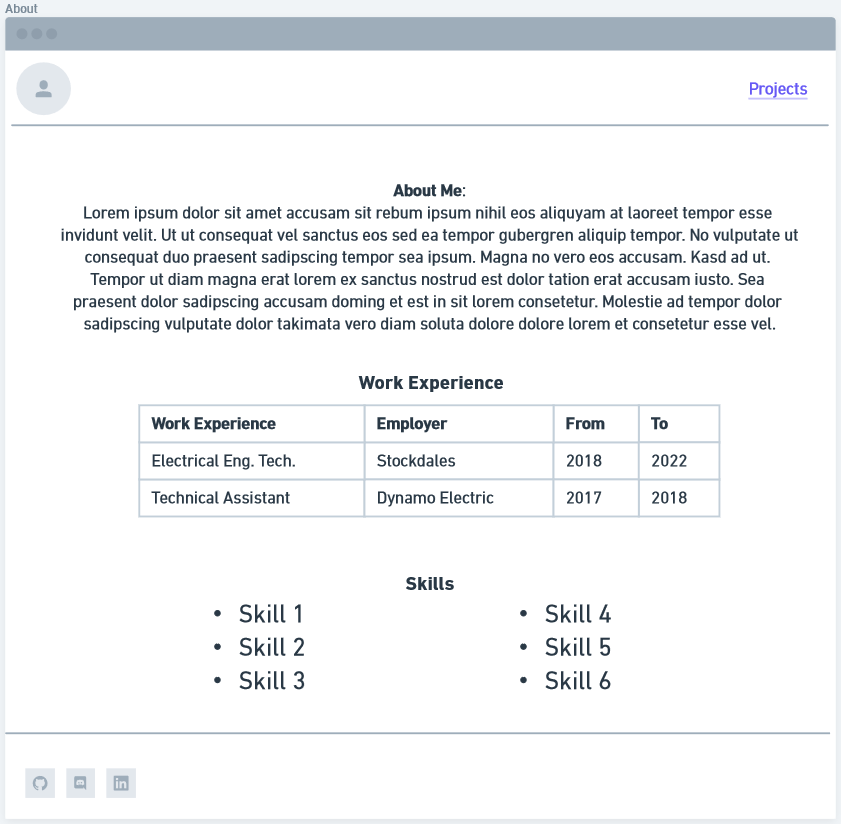 About
Projects
About Me:
Lorem ipsum dolor sit amet accusam sit rebum ipsum nihil eos aliquyam at laoreet tempor esse
invidunt velit. Ut ut consequat vel sanctus eos sed ea tempor gubergren aliquip tempor. No vulputate ut
consequat duo praesent sadipscing tempor sea ipsum. Magna no vero eos accusam. Kasd ad ut.
Tempor ut diam magna erat lorem ex sanctus nostrud est dolor tation erat accusam iusto. Sea
praesent dolor sadipscing accusam doming et est in sit lorem consetetur. Molestie ad tempor dolor
sadipscing vulputate dolor takimata vero diam soluta dolore dolore lorem et consetetur esse vel.
Work Experience
Work Experience Employer From To
Electrical Eng. Tech. Stockdales 2018 2022
Technical Assistant Dynamo Electric 2017 2018
Skills
• Skill 1 • Skill 4
• Skill 2 • Skill 5
• Skill 3 • Skill 6
in